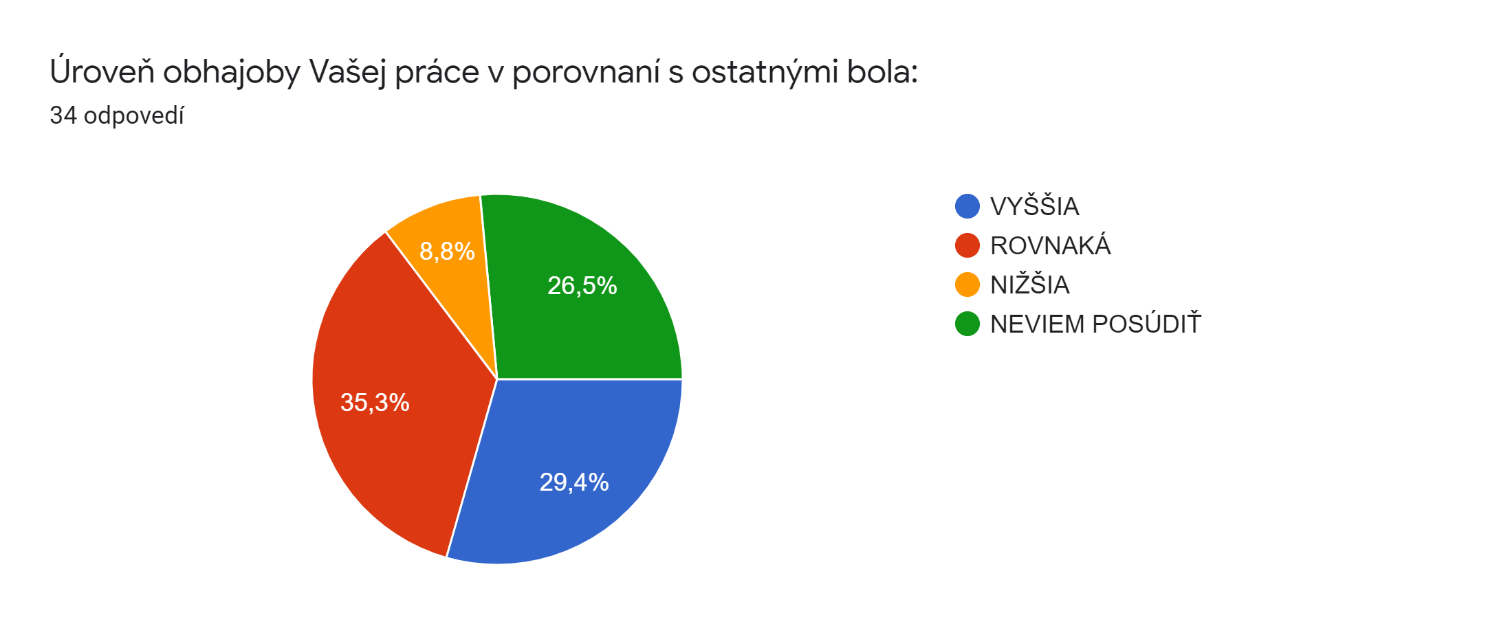 Úroveň obhajoby Vašej práce v porovnaní s ostatnými bola:
34 odpovedí
VYŠŠIA
ROVNAKÁ
NIŽŠIA
NEVIEM POSÚDIŤ
8,8%
26,5%
35,3%
29,4%